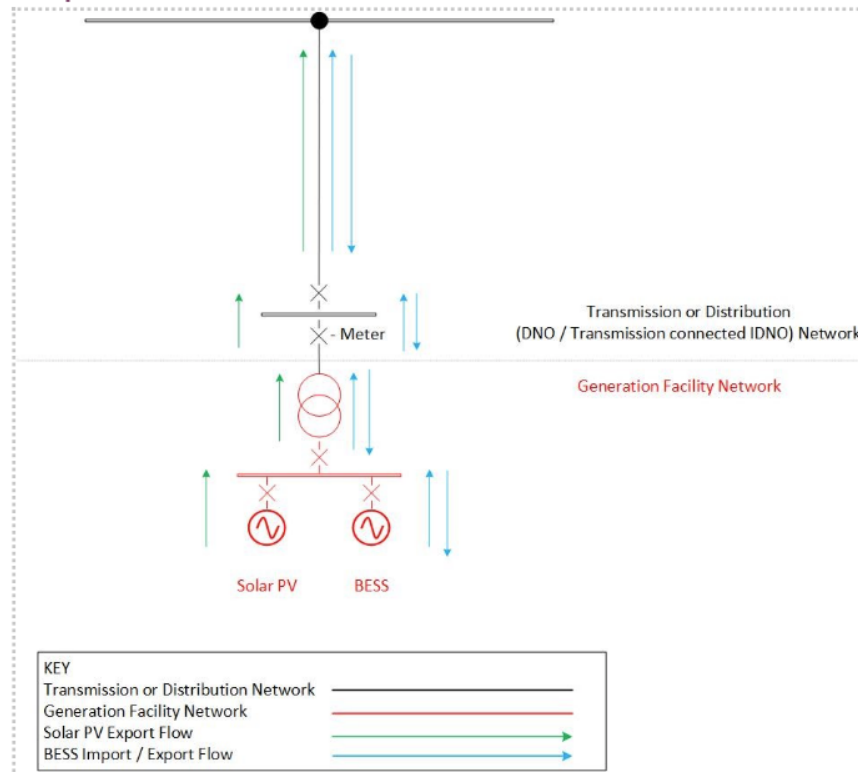 - Meter
Transmission or Distribution
(DNO / Transmission connected IDNO) Network
Generation Facility Network
Solar PV
BESS
KEY
Transmission or Distribution Network
Generation Facility Network
Solar PV Export Flow
BESS Import / Export Flow